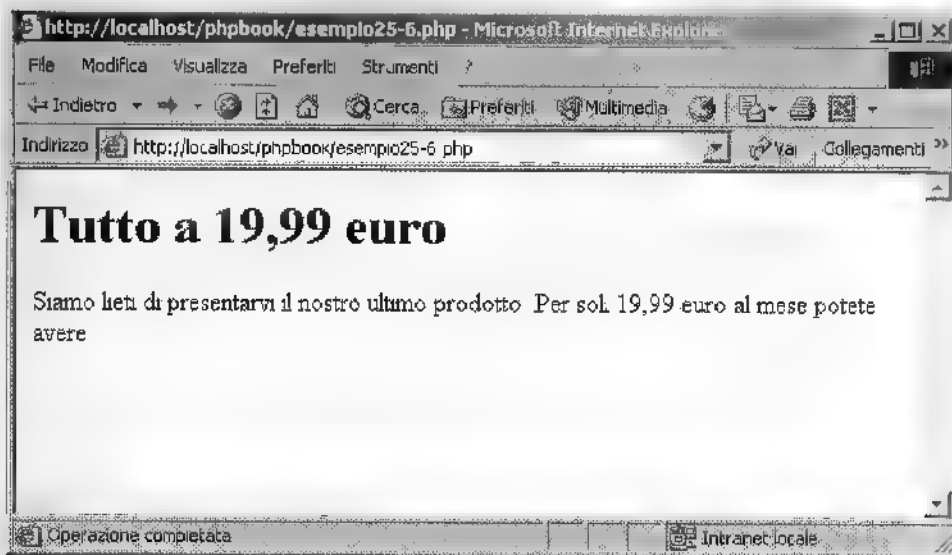 http://localhost/phpbook/esempio25-6.php - Microsoft Internet Explorer
File Modifica Visualizza Preferiti Strumenti ?
Indietro Cerca Preferiti Multimedia
Indirizzo http://localhost/phpbook/esempio25-6 php Vai Collegamenti »
Tutto a 19,99 euro
Siamo lieti di presentarvi il nostro ultimo prodotto Per soli 19,99 euro al mese potete
avere
Operazione completata Intranet locale